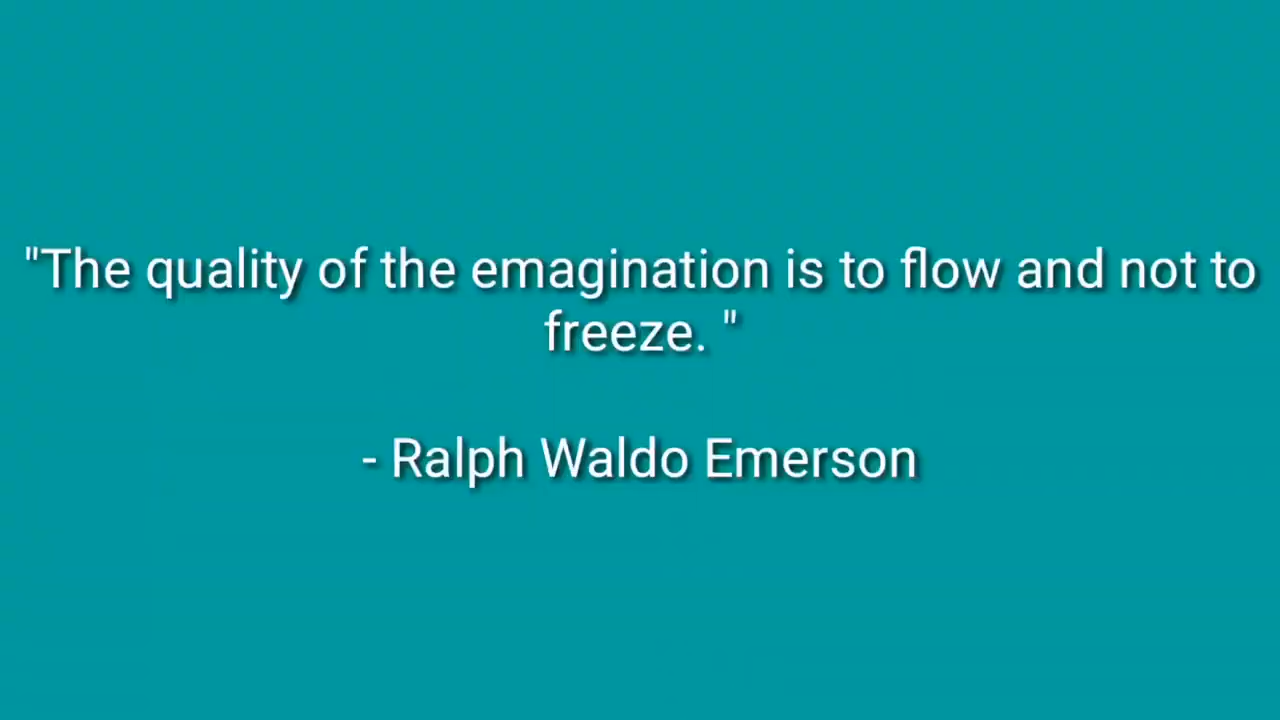 "The quality of the emagination is to flow and not to
freeze. "
- Ralph Waldo Emerson